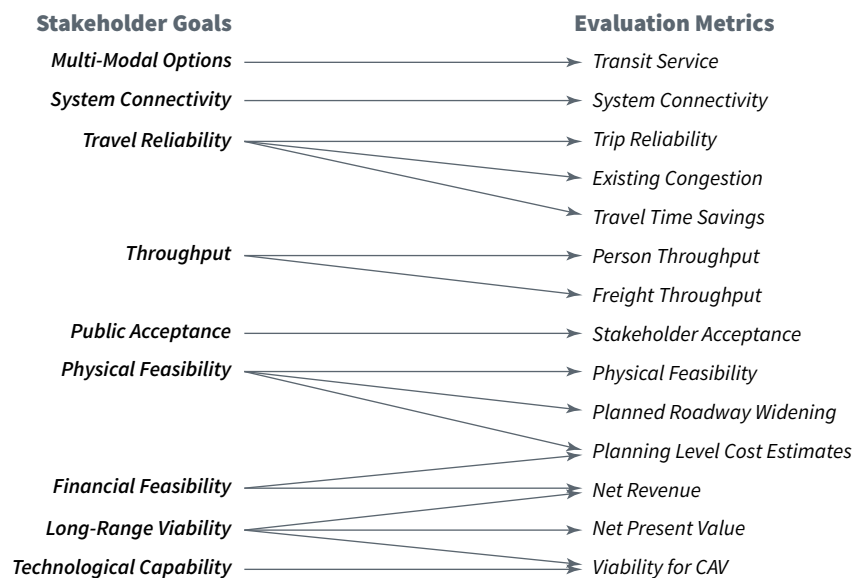 Stakeholder Goals
Evaluation Metrics
Multi-Modal Options
Transit Service
System Connectivity
System Connectivity
Travel Reliability
Trip Reliability
Existing Congestion
Travel Time Savings
Throughput
Person Throughput
Freight Throughput
Public Acceptance
Stakeholder Acceptance
Physical Feasibility
Physical Feasibility
Planned Roadway Widening
Planning Level Cost Estimates
Financial Feasibility
Net Revenue
Long-Range Viability
Net Present Value
Technological Capability
Viability for CAV